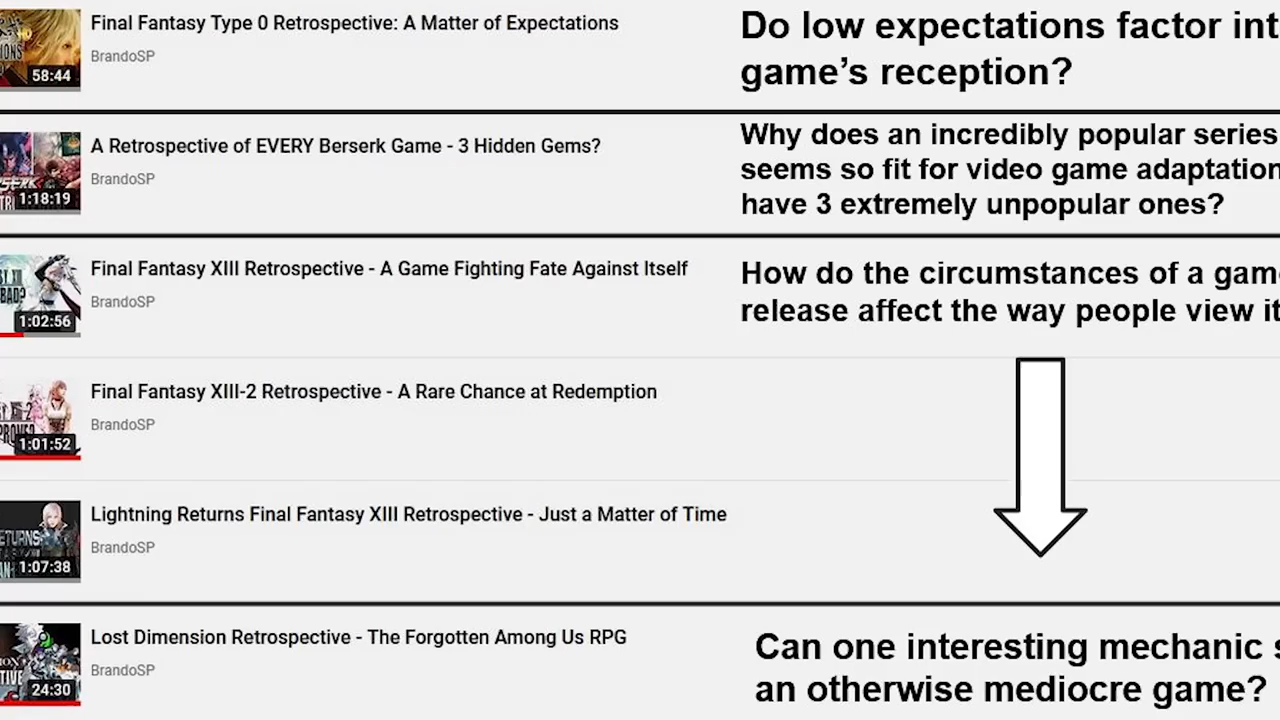 Final Fantasy Type 0 Retrospective: A Matter of Expectations
BrandoSP
58:44
Do low expectations factor
game's reception?
A Retrospective of EVERY Berserk Game - 3 Hidden Gems?
BrandoSP
1:18:19
Why does an incredibly popular series
seems so fit for video game adaptation
have 3 extremely unpopular ones?
Final Fantasy XIII Retrospective - A Game Fighting Fate Against Itself
BrandoSP
BAD?
1:02:56
How do the circumstances of a
release affect the way people view it
Final Fantasy XIII-2 Retrospective - A Rare Chance at Redemption
BrandoSP
1:01:52
Lightning Returns Final Fantasy XIII Retrospective - Just a Matter of Time
BrandoSP
1:07:38
Lost Dimension Retrospective - The Forgotten Among Us RPG
BrandoSP
24:30
Can one interesting mechanic
an otherwise mediocre game?